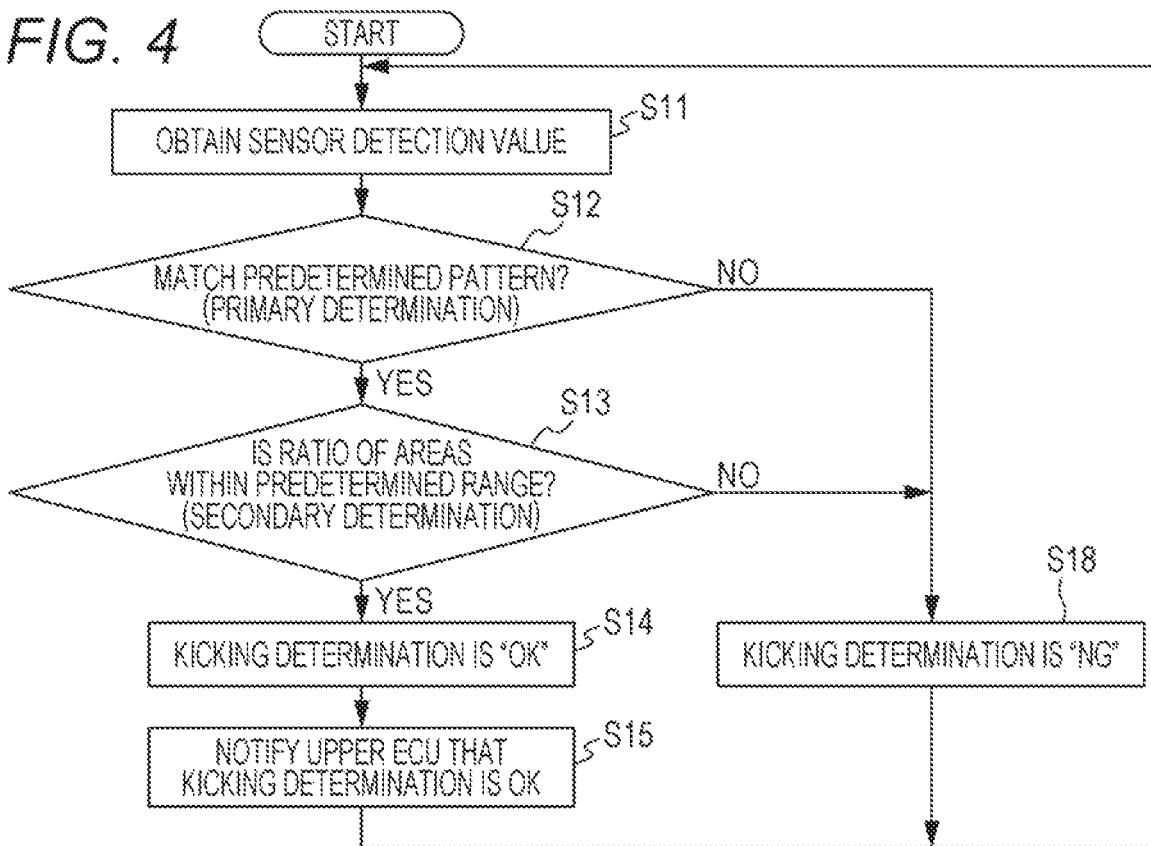 FIG. 4
START
OBTAIN SENSOR DETECTION VALUE
S11
S12
MATCH PREDETERMINED PATTERN?
(PRIMARY DETERMINATION)
NO
YES
S13
IS RATIO OF AREAS
WITHIN PREDETERMINED RANGE?
(SECONDARY DETERMINATION)
NO
YES
S14
KICKING DETERMINATION IS "OK"
S18
KICKING DETERMINATION IS "NG"
S15
NOTIFY UPPER ECU THAT
KICKING DETERMINATION IS OK